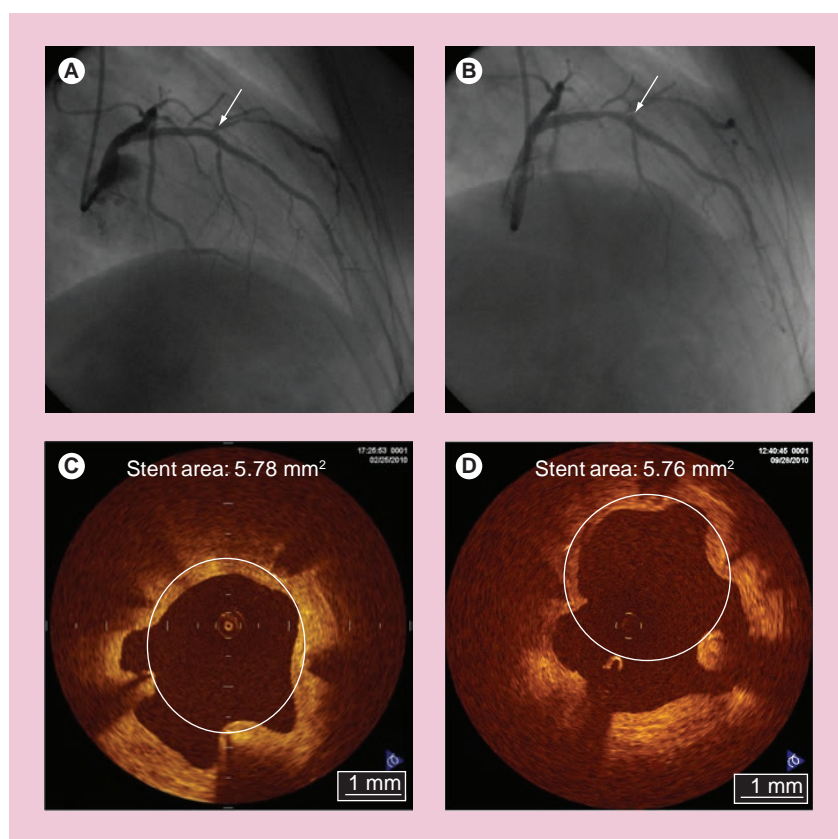 A
B
C
Stent area: 5.78 mm²
17:25:53 0001
02/25/2010
1 mm
D
Stent area: 5.76 mm²
12:40:45 0001
09/28/2010
1 mm